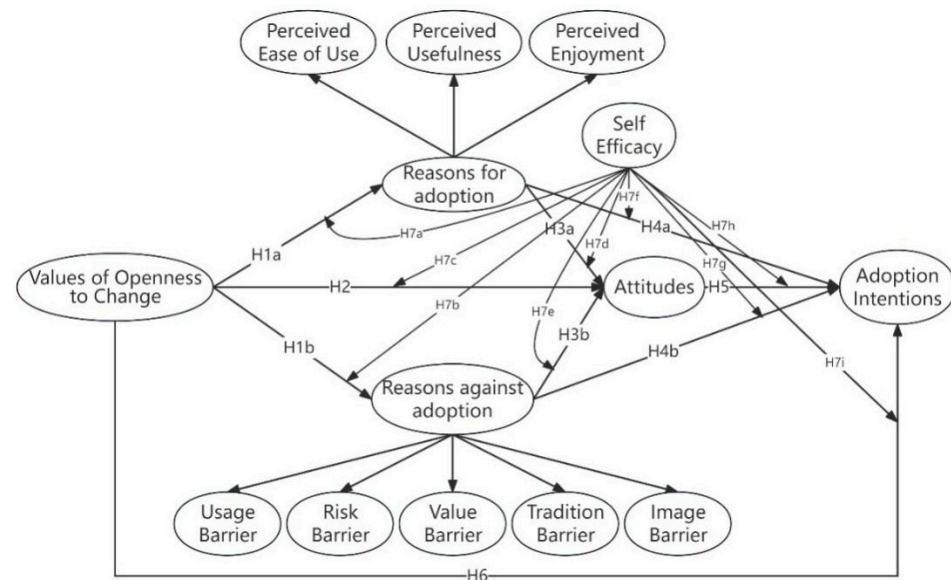 Perceived
Ease of Use
Perceived
Usefulness
Perceived
Enjoyment
Self
Efficacy
Reasons for
adoption
H7f
H7a
H3a
H4a
H7h
H1a
H7d
H7c
H7g
Values of Openness
to Change
H2
Attitudes
H5
Adoption
Intentions
H7b
H7e
H3b
H1b
H4b
H7i
Reasons against
adoption
Usage
Barrier
Risk
Barrier
Value
Barrier
Tradition
Barrier
Image
Barrier
H6